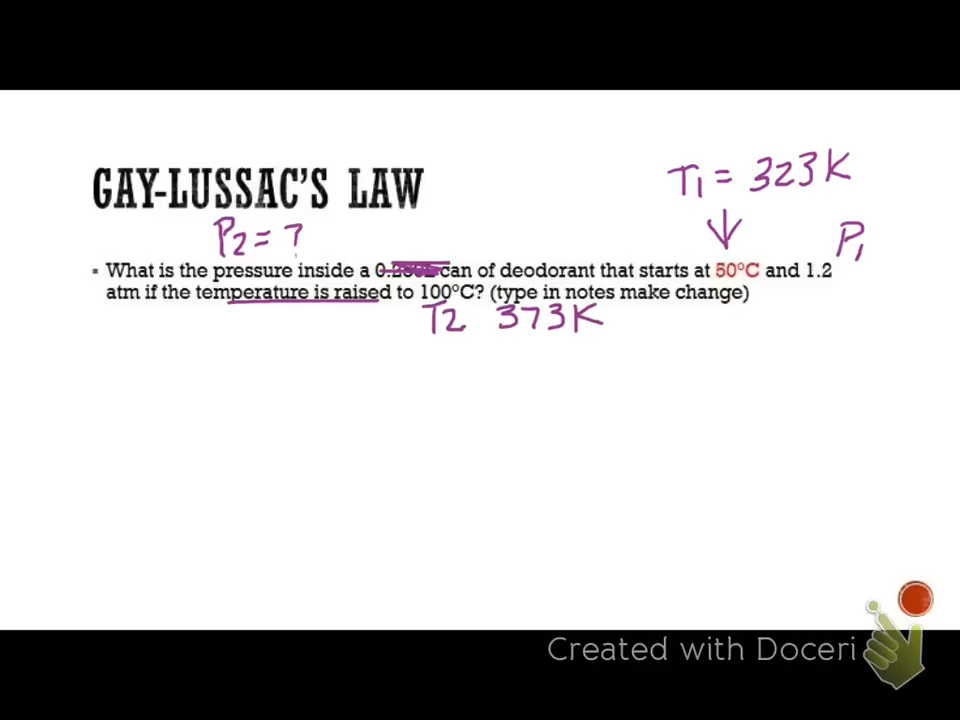 GAY-LUSSAC'S LAW
T1 = 323K
P2 = ?
P1
▪ What is the pressure inside a can of deodorant that starts at 50°C and 1.2
atm if the temperature is raised to 100°C? (type in notes make change)
T2 373K
Created with Doceri